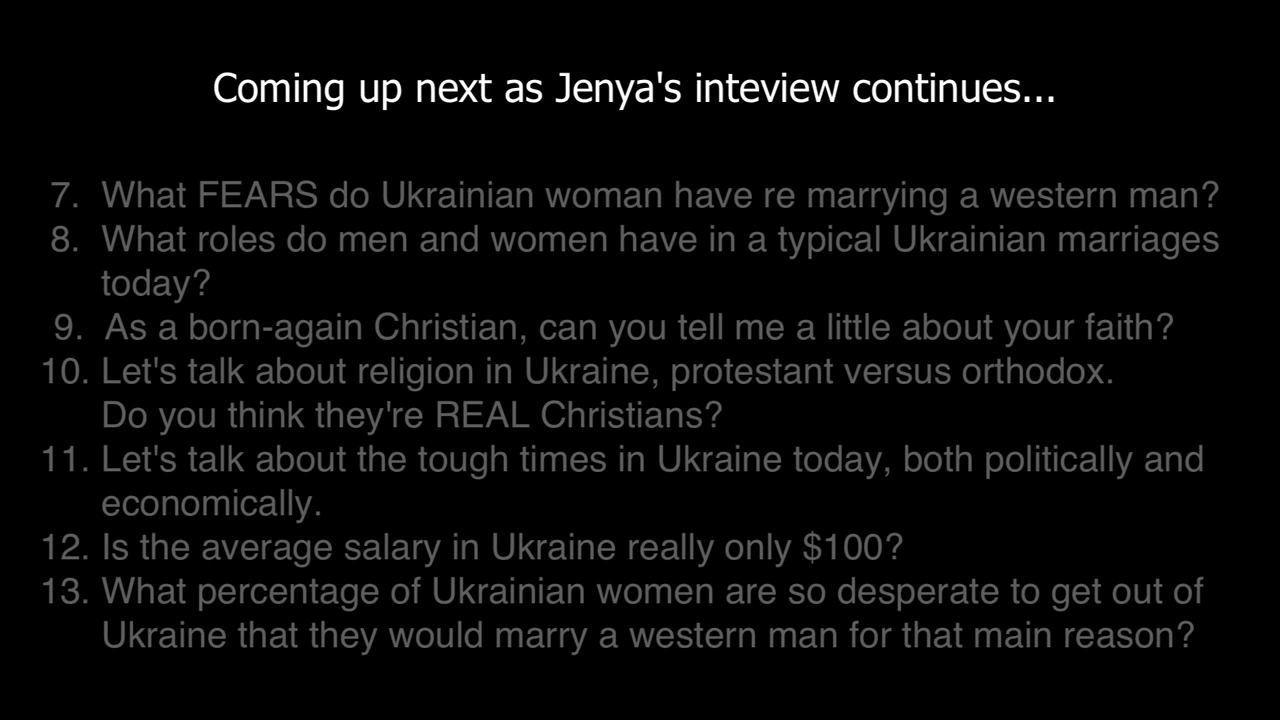 Coming up next as Jenya's inteview continues...
7. What FEARS do Ukrainian woman have re marrying a western man?
8. What roles do men and women have in a typical Ukrainian marriages
today?
9. As a born-again Christian, can you tell me a little about your faith?
10. Let's talk about religion in Ukraine, protestant versus orthodox.
Do you think they're REAL Christians?
11. Let's talk about the tough times in Ukraine today, both politically and
economically.
12. Is the average salary in Ukraine really only $100?
13. What percentage of Ukrainian women are so desperate to get out of
Ukraine that they would marry a western man for that main reason?